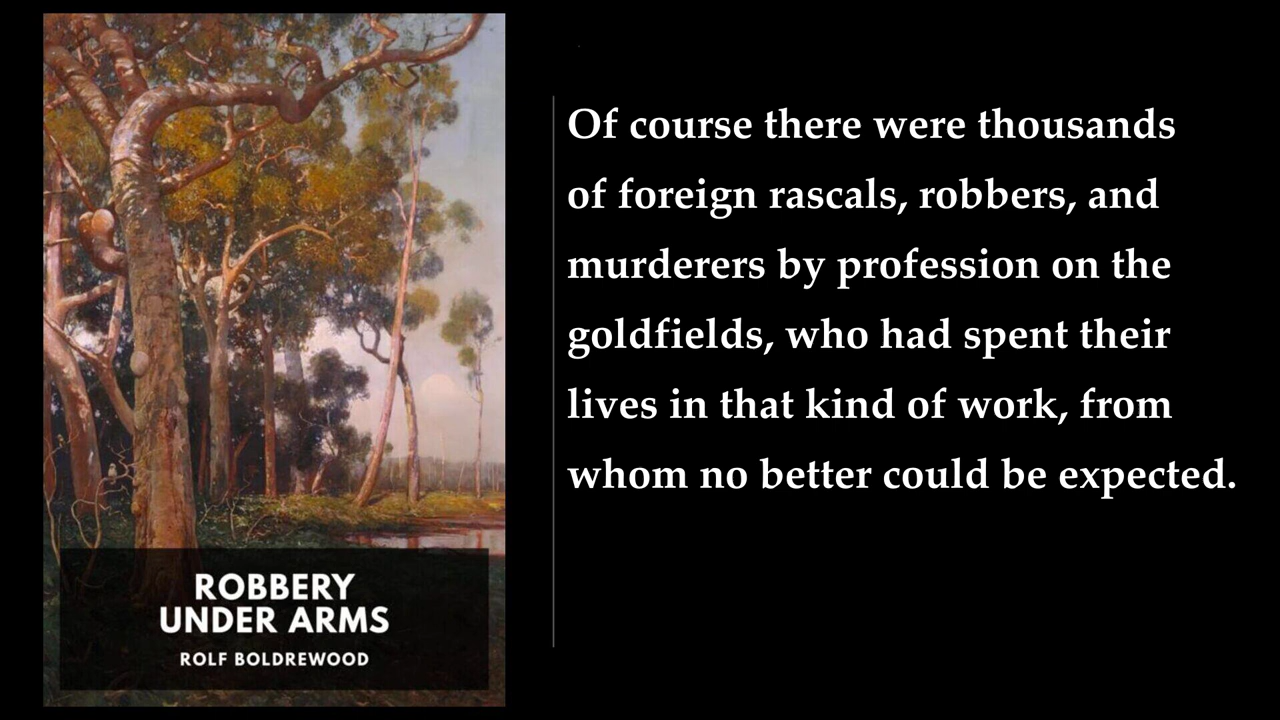 ROBBERY
UNDER ARMS
ROLF BOLDREWOOD
Of course there were thousands
of foreign rascals, robbers, and
murderers by profession on the
goldfields, who had spent their
lives in that kind of work, from
whom no better could be expected.